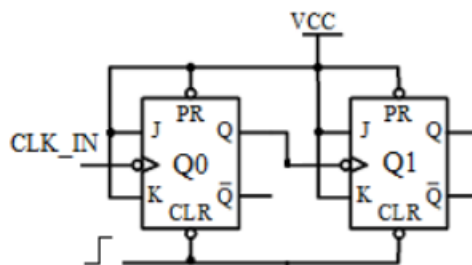 VCC
PR PR
J Q J Q
CLK_IN Q0 Q1
K Q̅ K Q̅
CLR CLR